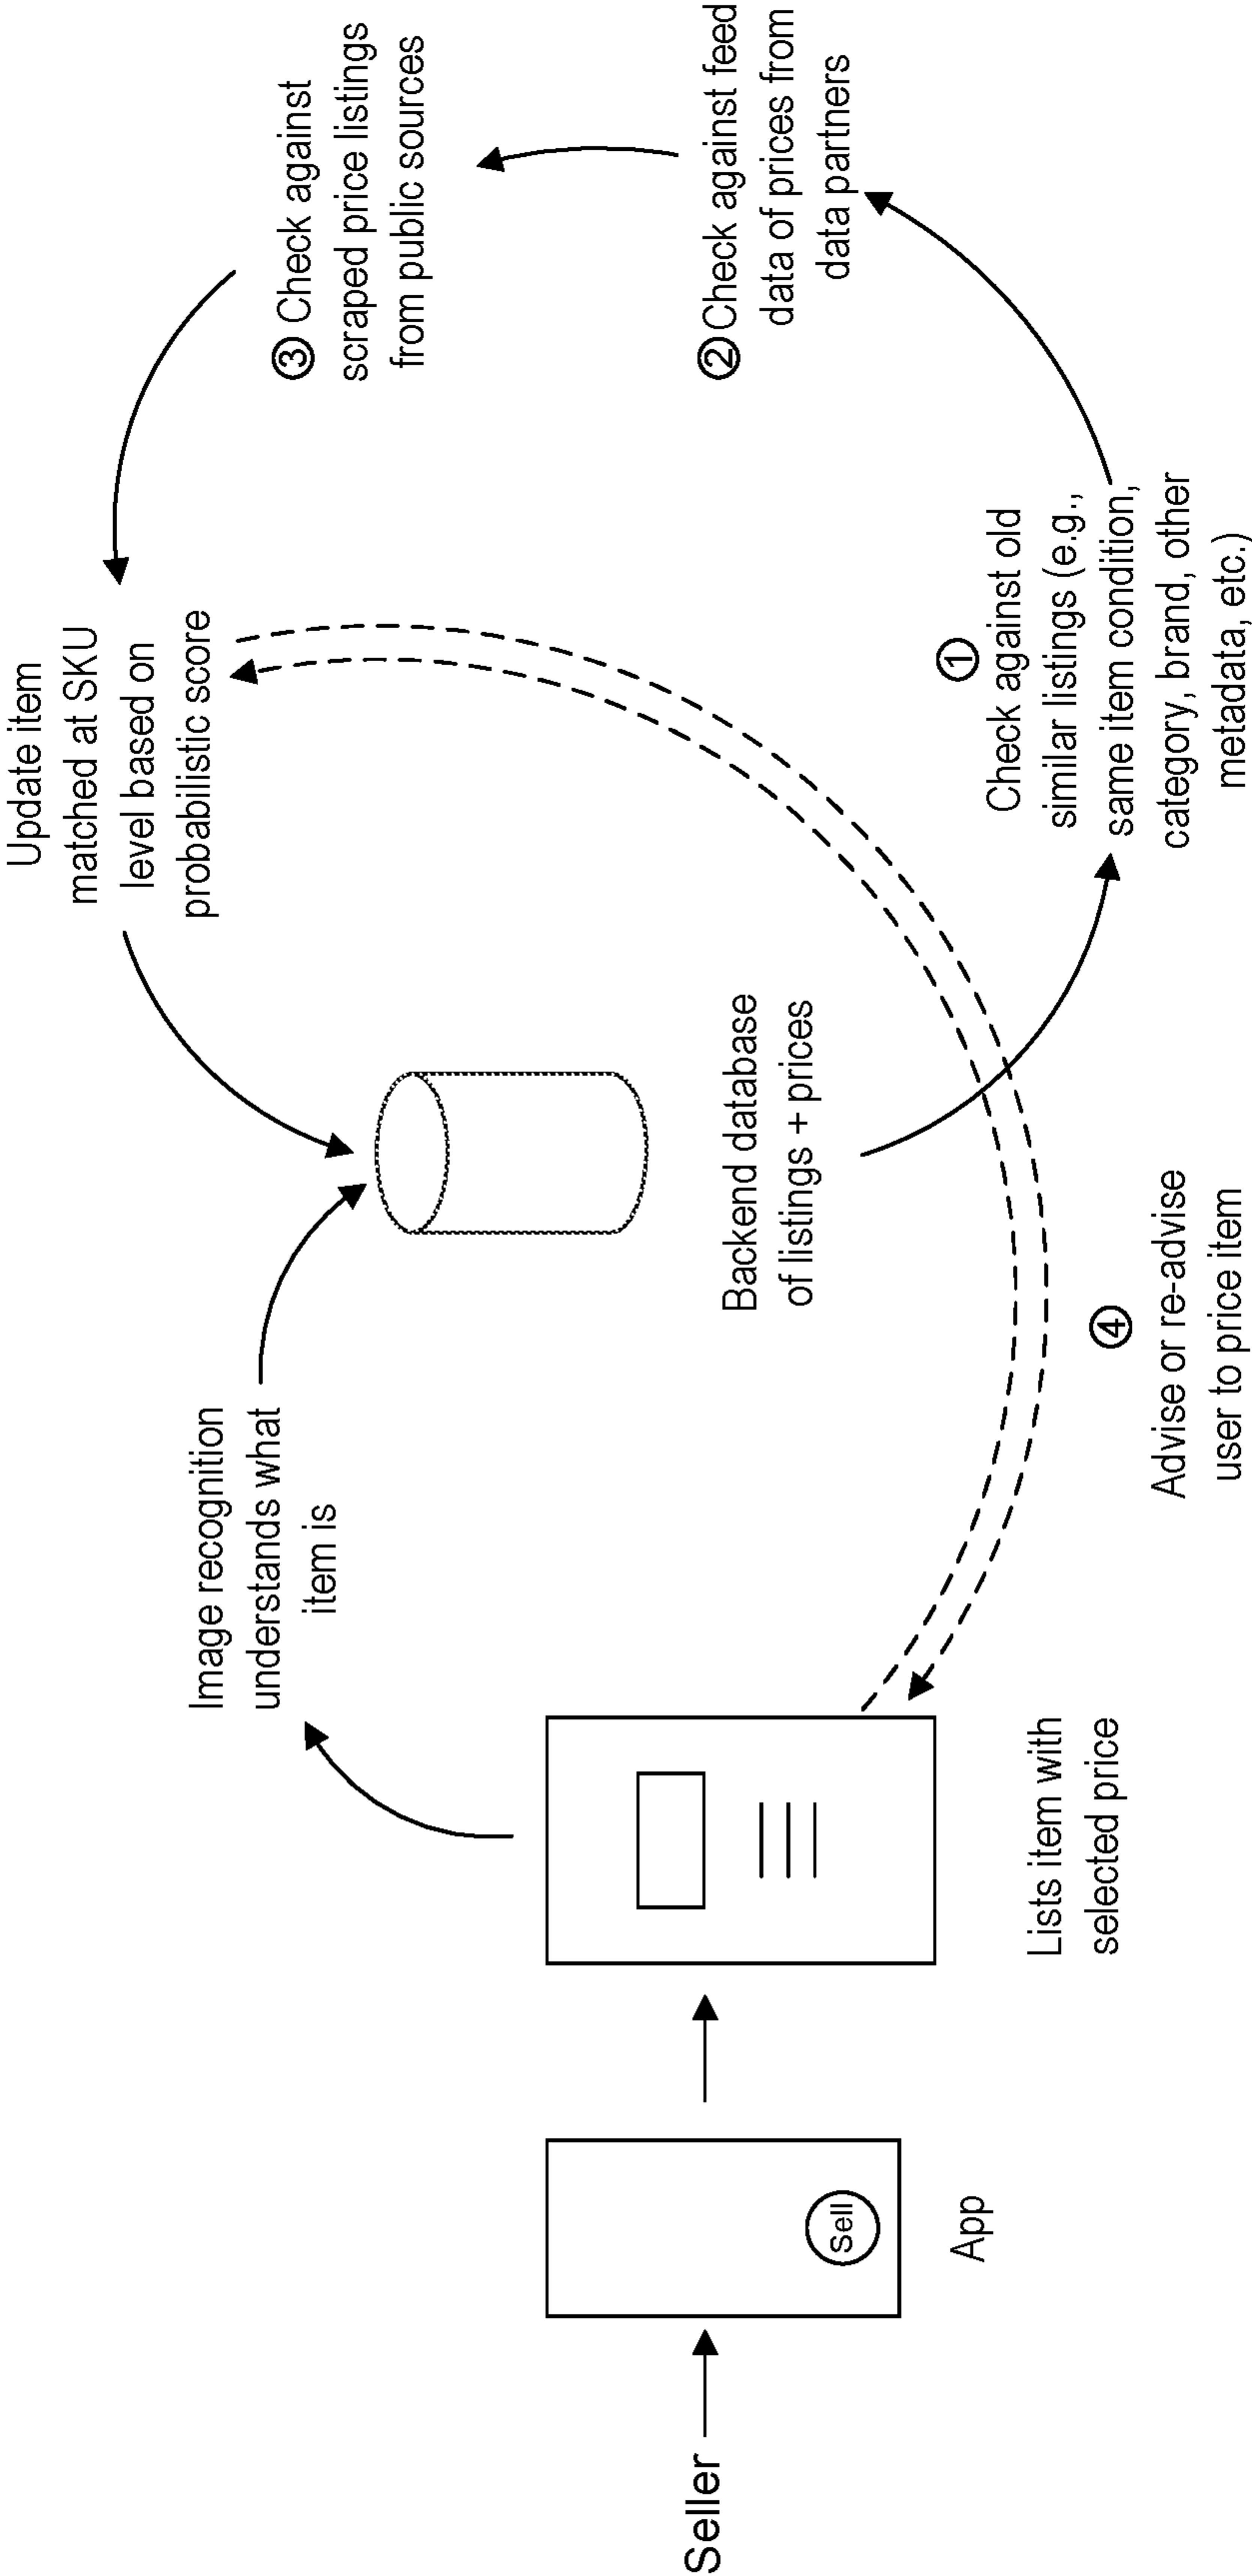 Seller
Sell
App
Lists item with
selected price
Image recognition
understands what
item is
Backend database
of listings + prices
①
Check against old
similar listings (e.g.,
same item condition,
category, brand, other
metadata, etc.)
② Check against feed
data of prices from
data partners
③ Check against
scraped price listings
from public sources
Update item
matched at SKU
level based on
probabilistic score
④
Advise or re-advise
user to price item